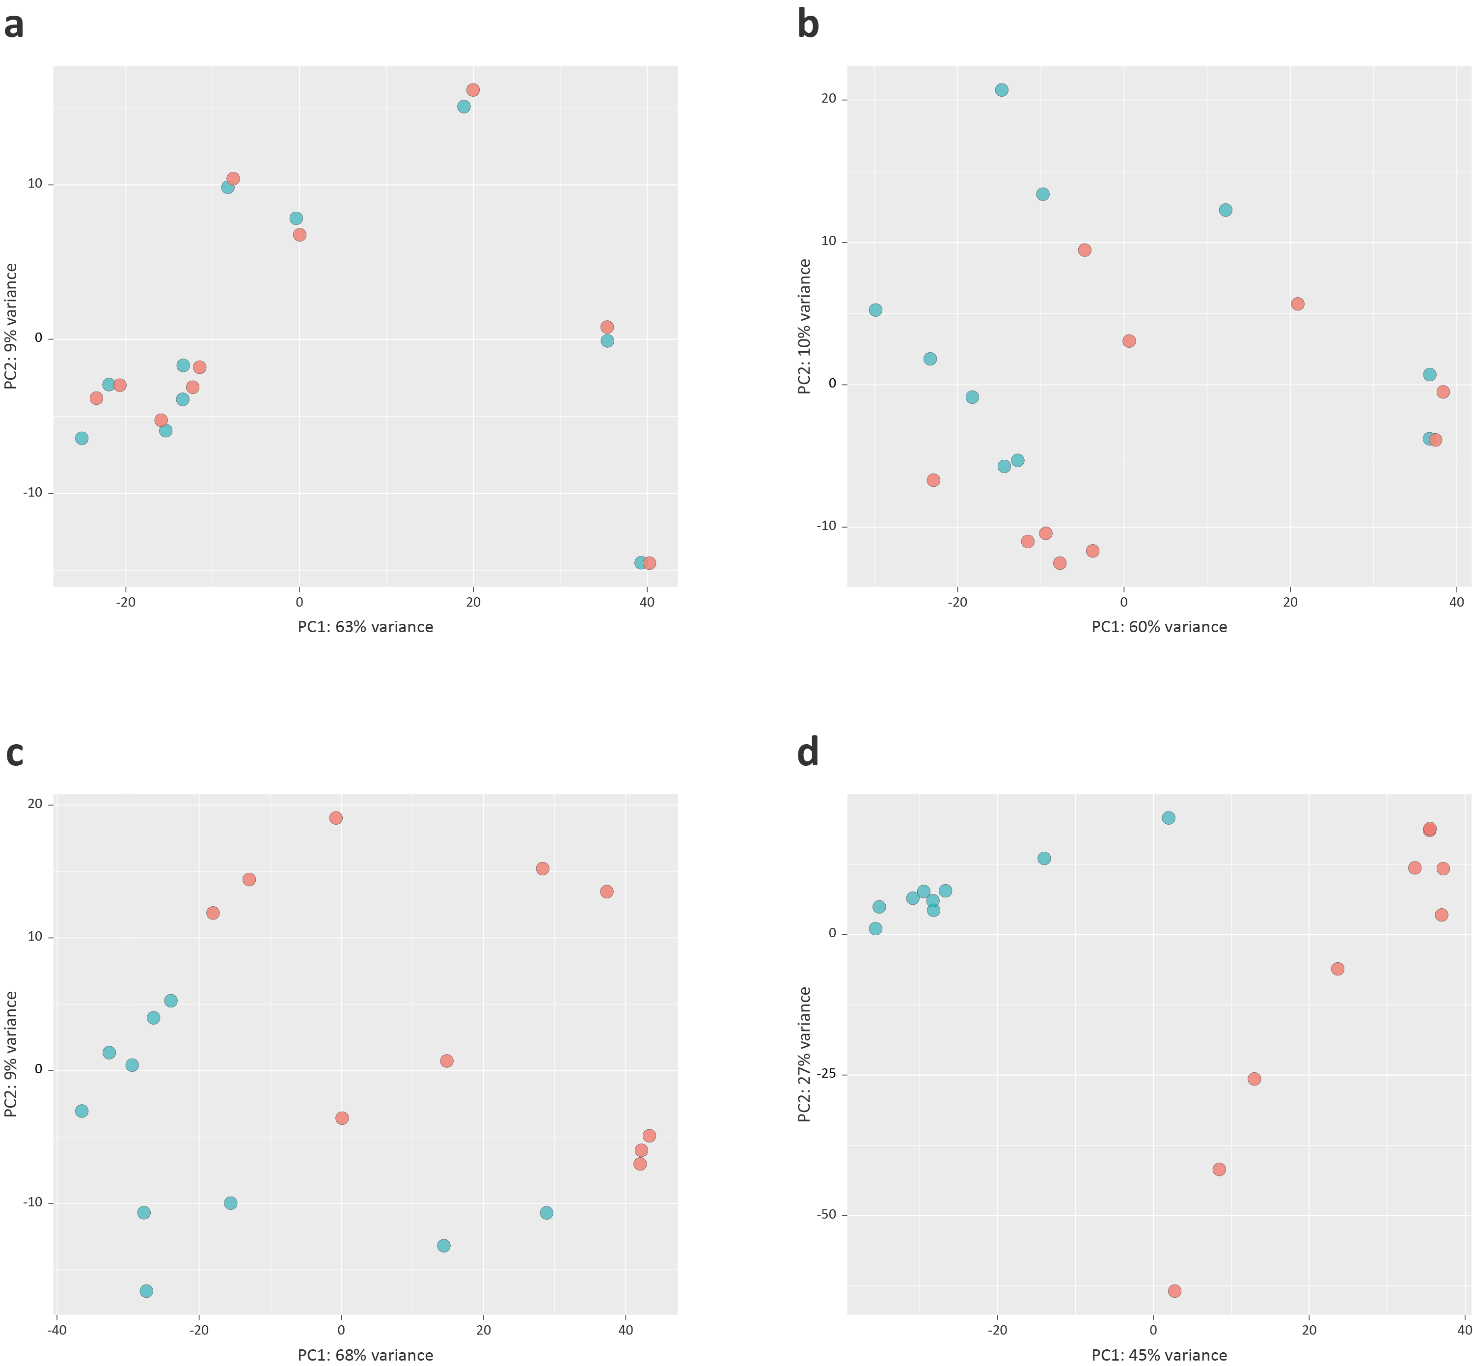 a
10
0
-10
-20
0
20
40
PC2: 9% variance
PC1: 63% variance
b
20
10
0
-10
-20
0
20
40
PC2: 10% variance
PC1: 60% variance
c
20
10
0
-10
-40
-20
0
20
40
PC2: 9% variance
PC1: 68% variance
d
0
-25
-50
-20
0
20
40
PC2: 27% variance
PC1: 45% variance